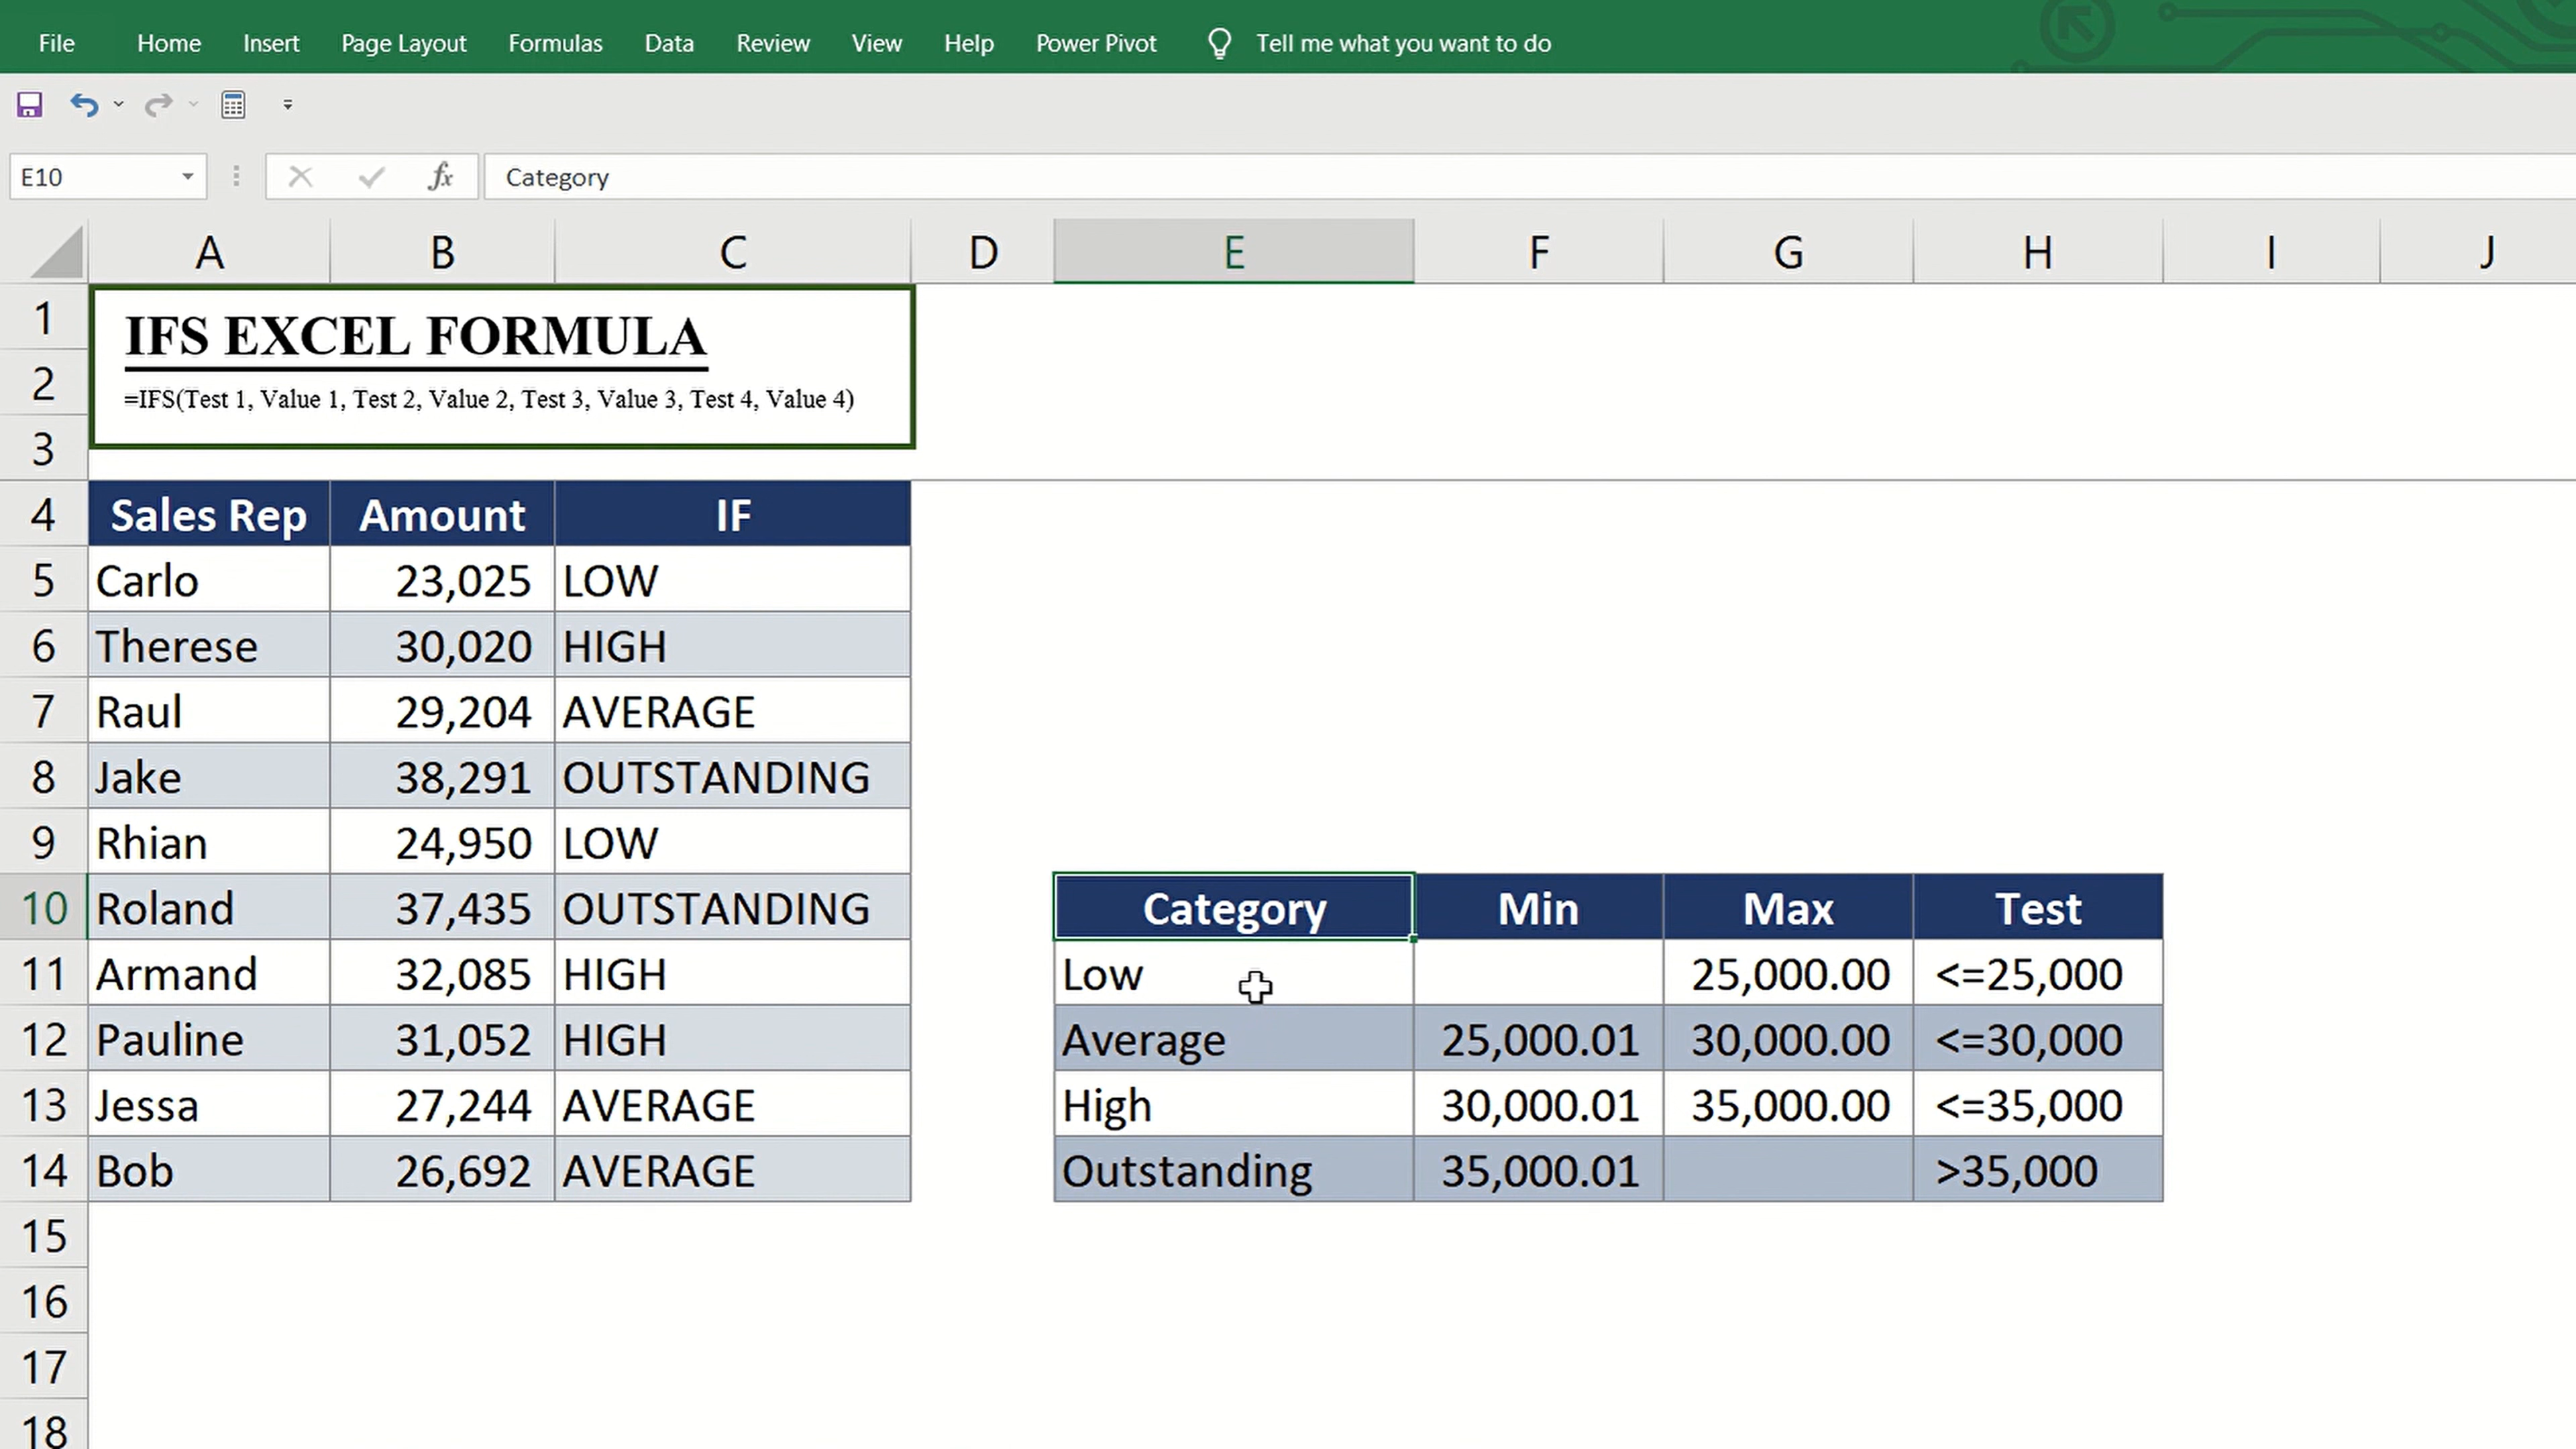 File Home Insert Page Layout Formulas Data Review View Help Power Pivot Tell me what you want to do
E10 fx Category
A B C D E F G H I J
1
IFS EXCEL FORMULA
2
=IFS(Test 1, Value 1, Test 2, Value 2, Test 3, Value 3, Test 4, Value 4)
3
4 Sales Rep Amount IF
5 Carlo 23,025 LOW
6 Therese 30,020 HIGH
7 Raul 29,204 AVERAGE
8 Jake 38,291 OUTSTANDING
9 Rhian 24,950 LOW
10 Roland 37,435 OUTSTANDING Category Min Max Test
11 Armand 32,085 HIGH Low 25,000.00 <=25,000
12 Pauline 31,052 HIGH Average 25,000.01 30,000.00 <=30,000
13 Jessa 27,244 AVERAGE High 30,000.01 35,000.00 <=35,000
14 Bob 26,692 AVERAGE Outstanding 35,000.01 >35,000
15
16
17
18